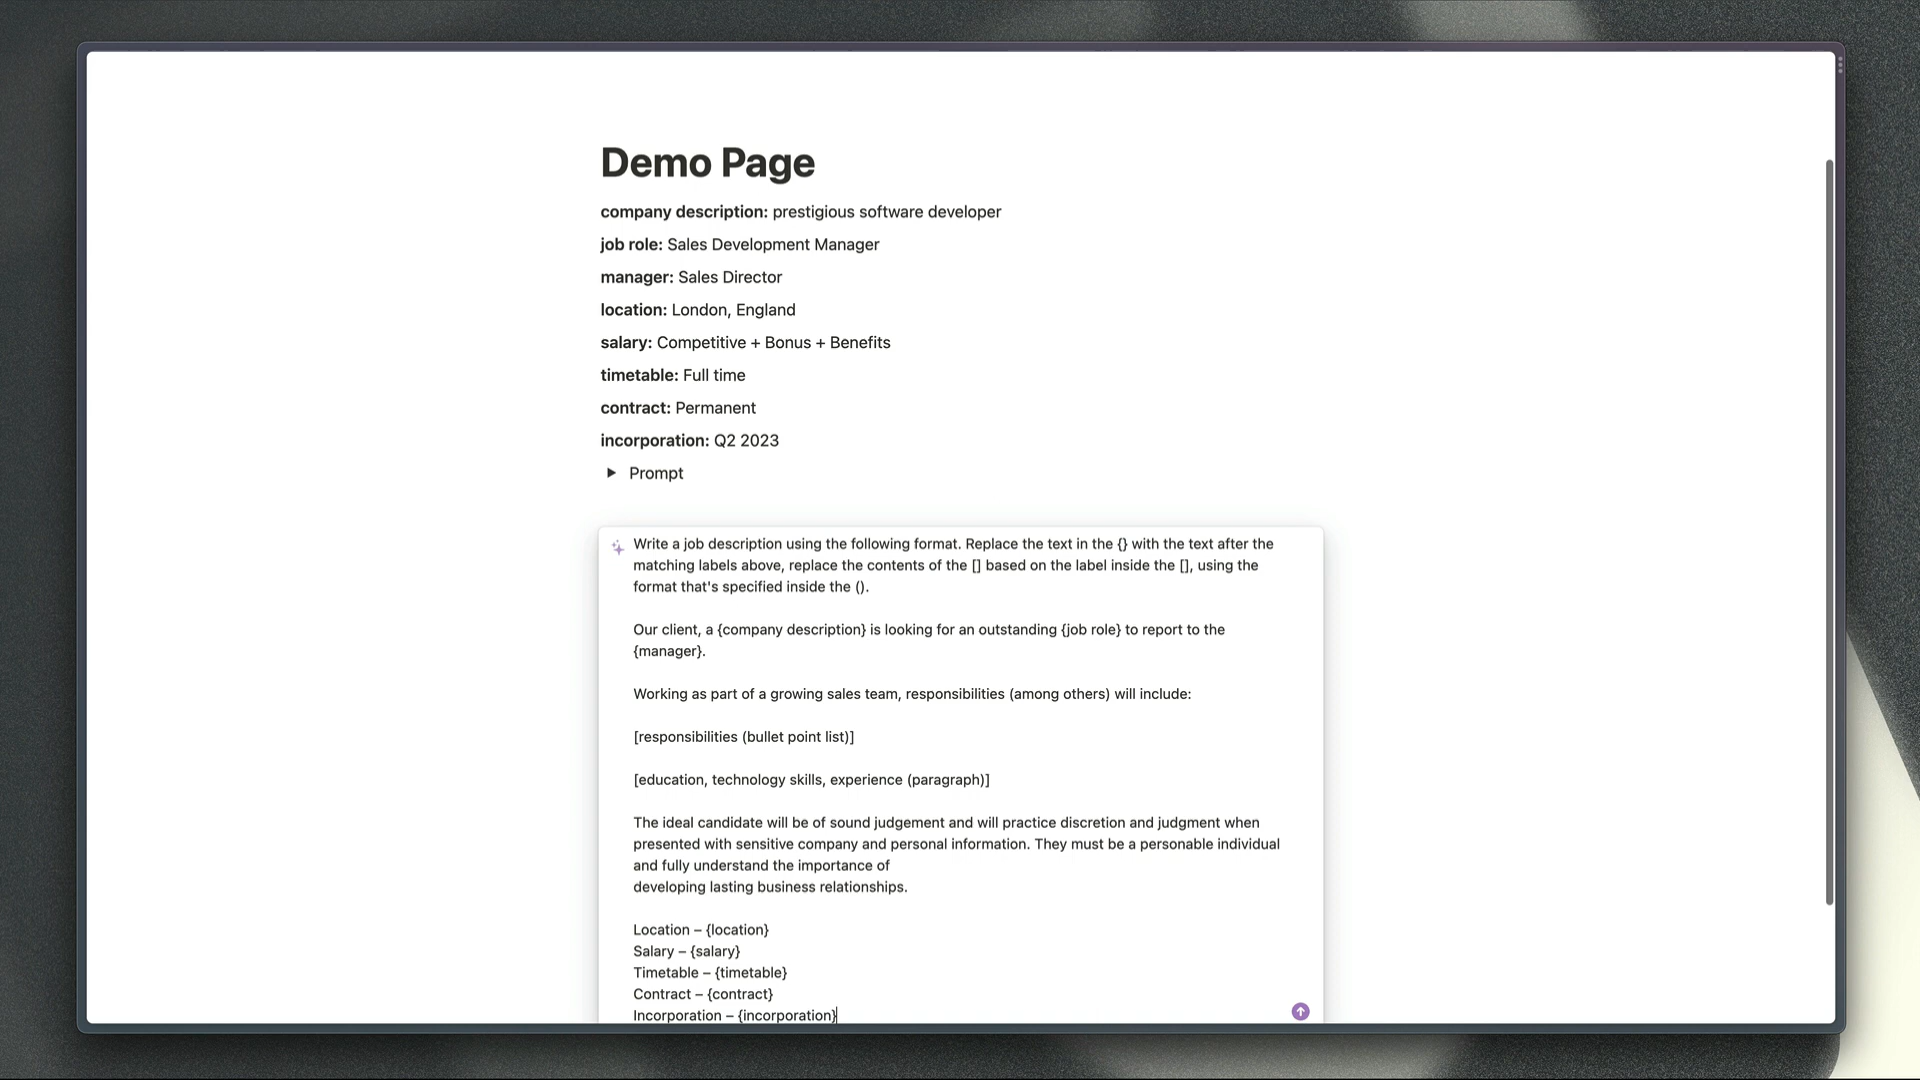 Demo Page
company description: prestigious software developer
job role: Sales Development Manager
manager: Sales Director
location: London, England
salary: Competitive + Bonus + Benefits
timetable: Full time
contract: Permanent
incorporation: Q2 2023
Prompt
Write a job description using the following format. Replace the text in the {} with the text after the
matching labels above, replace the contents of the [] based on the label inside the [], using the
format that's specified inside the ().
Our client, a {company description} is looking for an outstanding {job role} to report to the
{manager}.
Working as part of a growing sales team, responsibilities (among others) will include:
[responsibilities (bullet point list)]
[education, technology skills, experience (paragraph)]
The ideal candidate will be of sound judgement and will practice discretion and judgment when
presented with sensitive company and personal information. They must be a personable individual
and fully understand the importance of
developing lasting business relationships.
Location – {location}
Salary – {salary}
Timetable – {timetable}
Contract – {contract}
Incorporation – {incorporation}